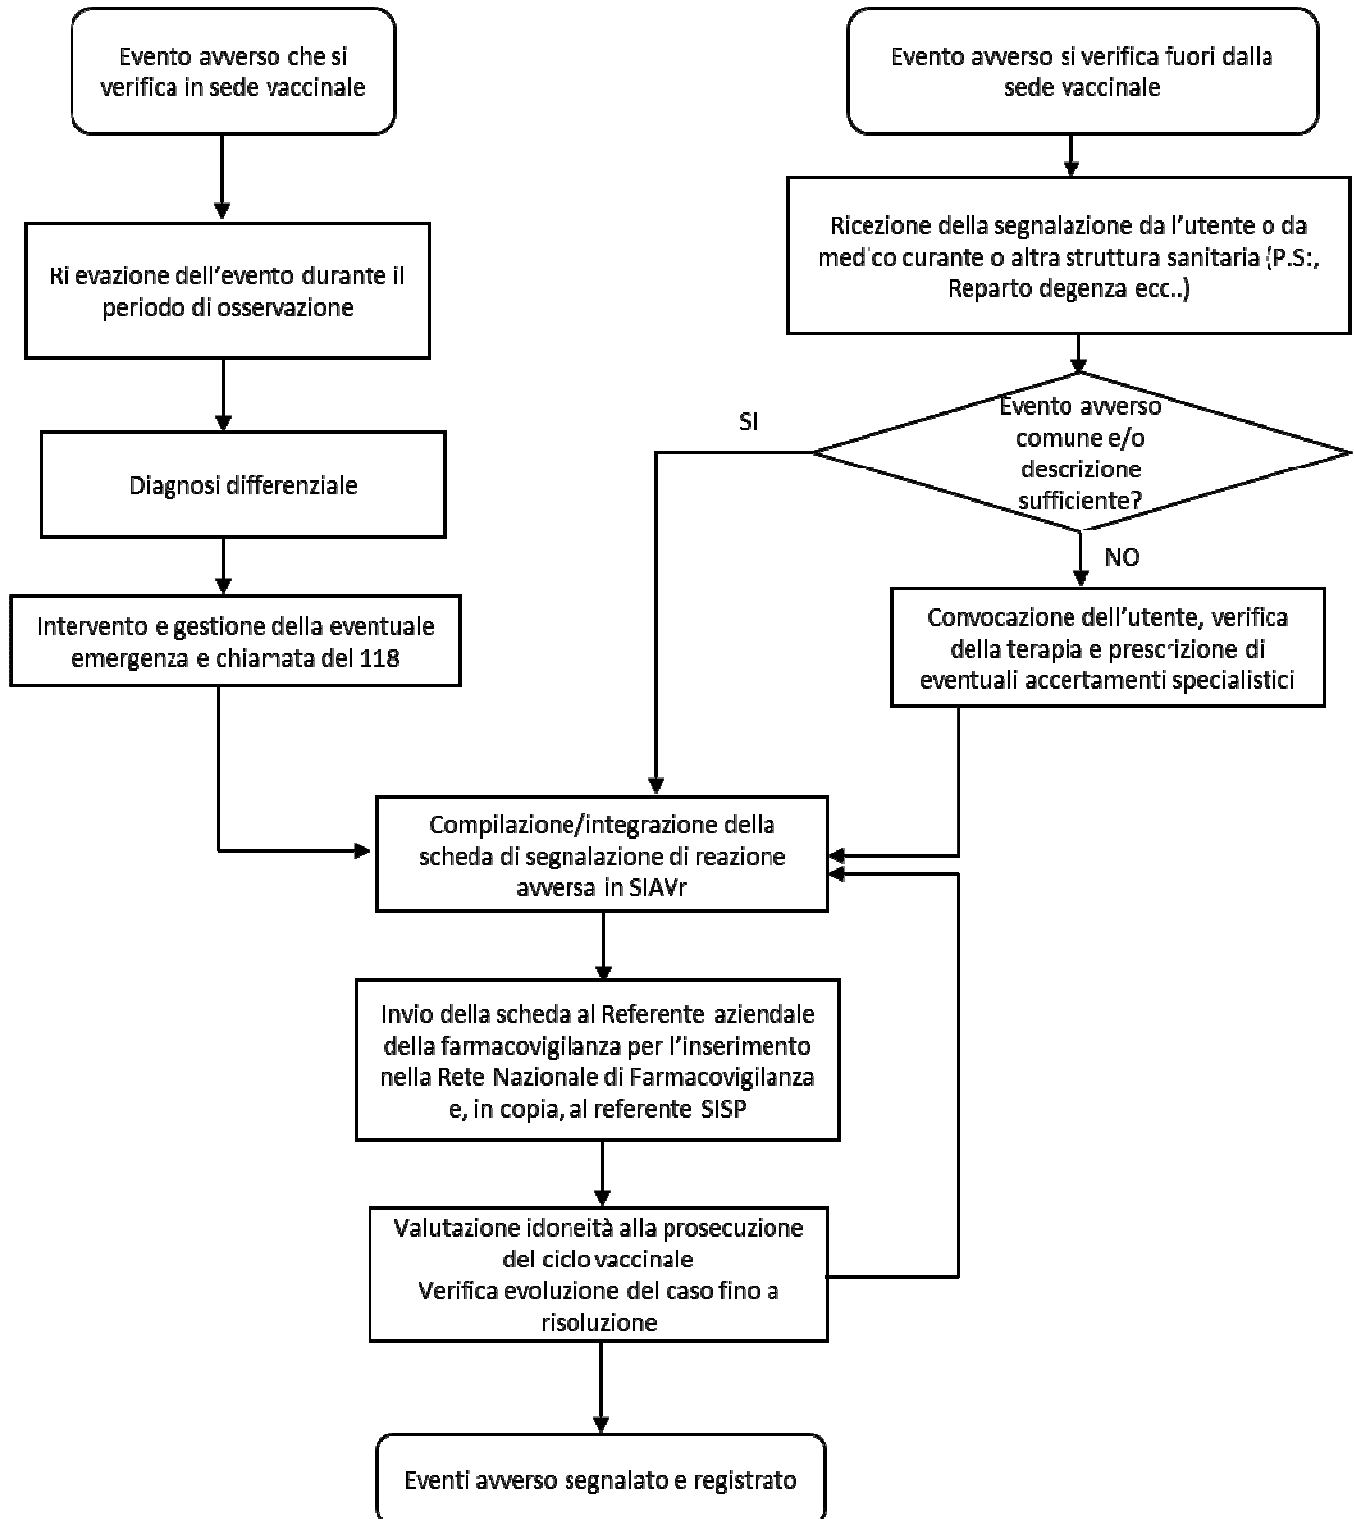 Evento avverso che si
verifica in sede vaccinale
Evento avverso si verifica fuori dalla
sede vaccinale
Ri evazione dell'evento durante il
periodo di osservazione
Ricezione della segnalazione da l'utente o da
med'co curante o altra struttura sanitaria (P.S:,
Reparto degenza ecc..)
Diagnosi differenziale
SI
Evento avverso
comune e/o
descrizione
sufficiente?
NO
Intervento e gestione della eventuale
emergenza e chiamata del 118
Convocazione dell'utente, verifica
della terapia e prescrizione di
eventuali accertamenti specialistici
Compilazione/integrazione della
scheda di segnalazione di reazione
avversa in SIAVr
Invio della scheda al Referente aziendale
della farmacovigilanza per l'inserimento
nella Rete Nazionale di Farmacovigilanza
e, in copia, al referente SISP
Valutazione idoneità alla prosecuzione
del ciclo vaccinale
Verifica evoluzione del caso fino a
risoluzione
Eventi avverso segnalato e registrato